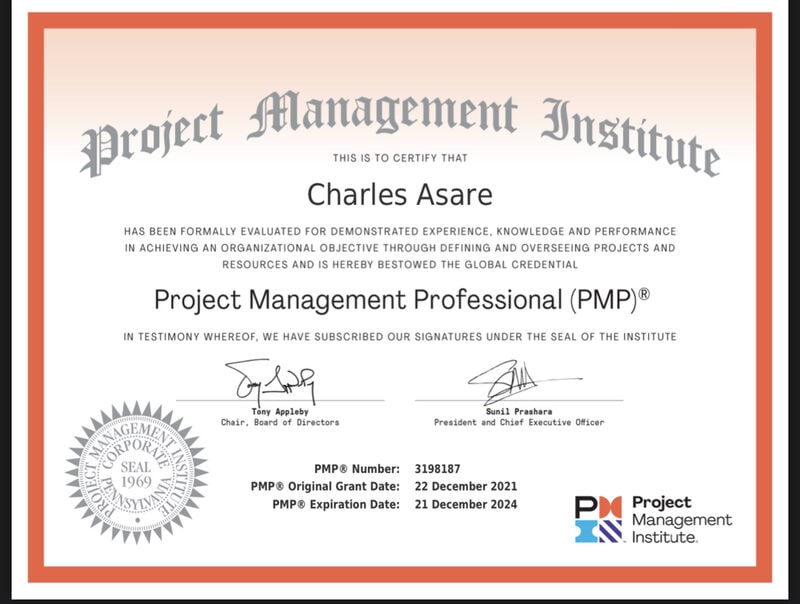 Project Management Institute
THIS IS TO CERTIFY THAT
Charles Asare
HAS BEEN FORMALLY EVALUATED FOR DEMONSTRATED EXPERIENCE, KNOWLEDGE AND PERFORMANCE
IN ACHIEVING AN ORGANIZATIONAL OBJECTIVE THROUGH DEFINING AND OVERSEEING PROJECTS AND
RESOURCES AND IS HEREBY BESTOWED THE GLOBAL CREDENTIAL
Project Management Professional (PMP)®
IN TESTIMONY WHEREOF, WE HAVE SUBSCRIBED OUR SIGNATURES UNDER THE SEAL OF THE INSTITUTE
Tony Appleby
Chair, Board of Directors
Sunil Prashara
President and Chief Executive Officer
PROJECT MANAGEMENT INSTITUTE
CORPORATE
SEAL
1969
PENNSYLVANIA
PMP® Number: 3198187
PMP® Original Grant Date: 22 December 2021
PMP® Expiration Date: 21 December 2024
Project
Management
Institute.